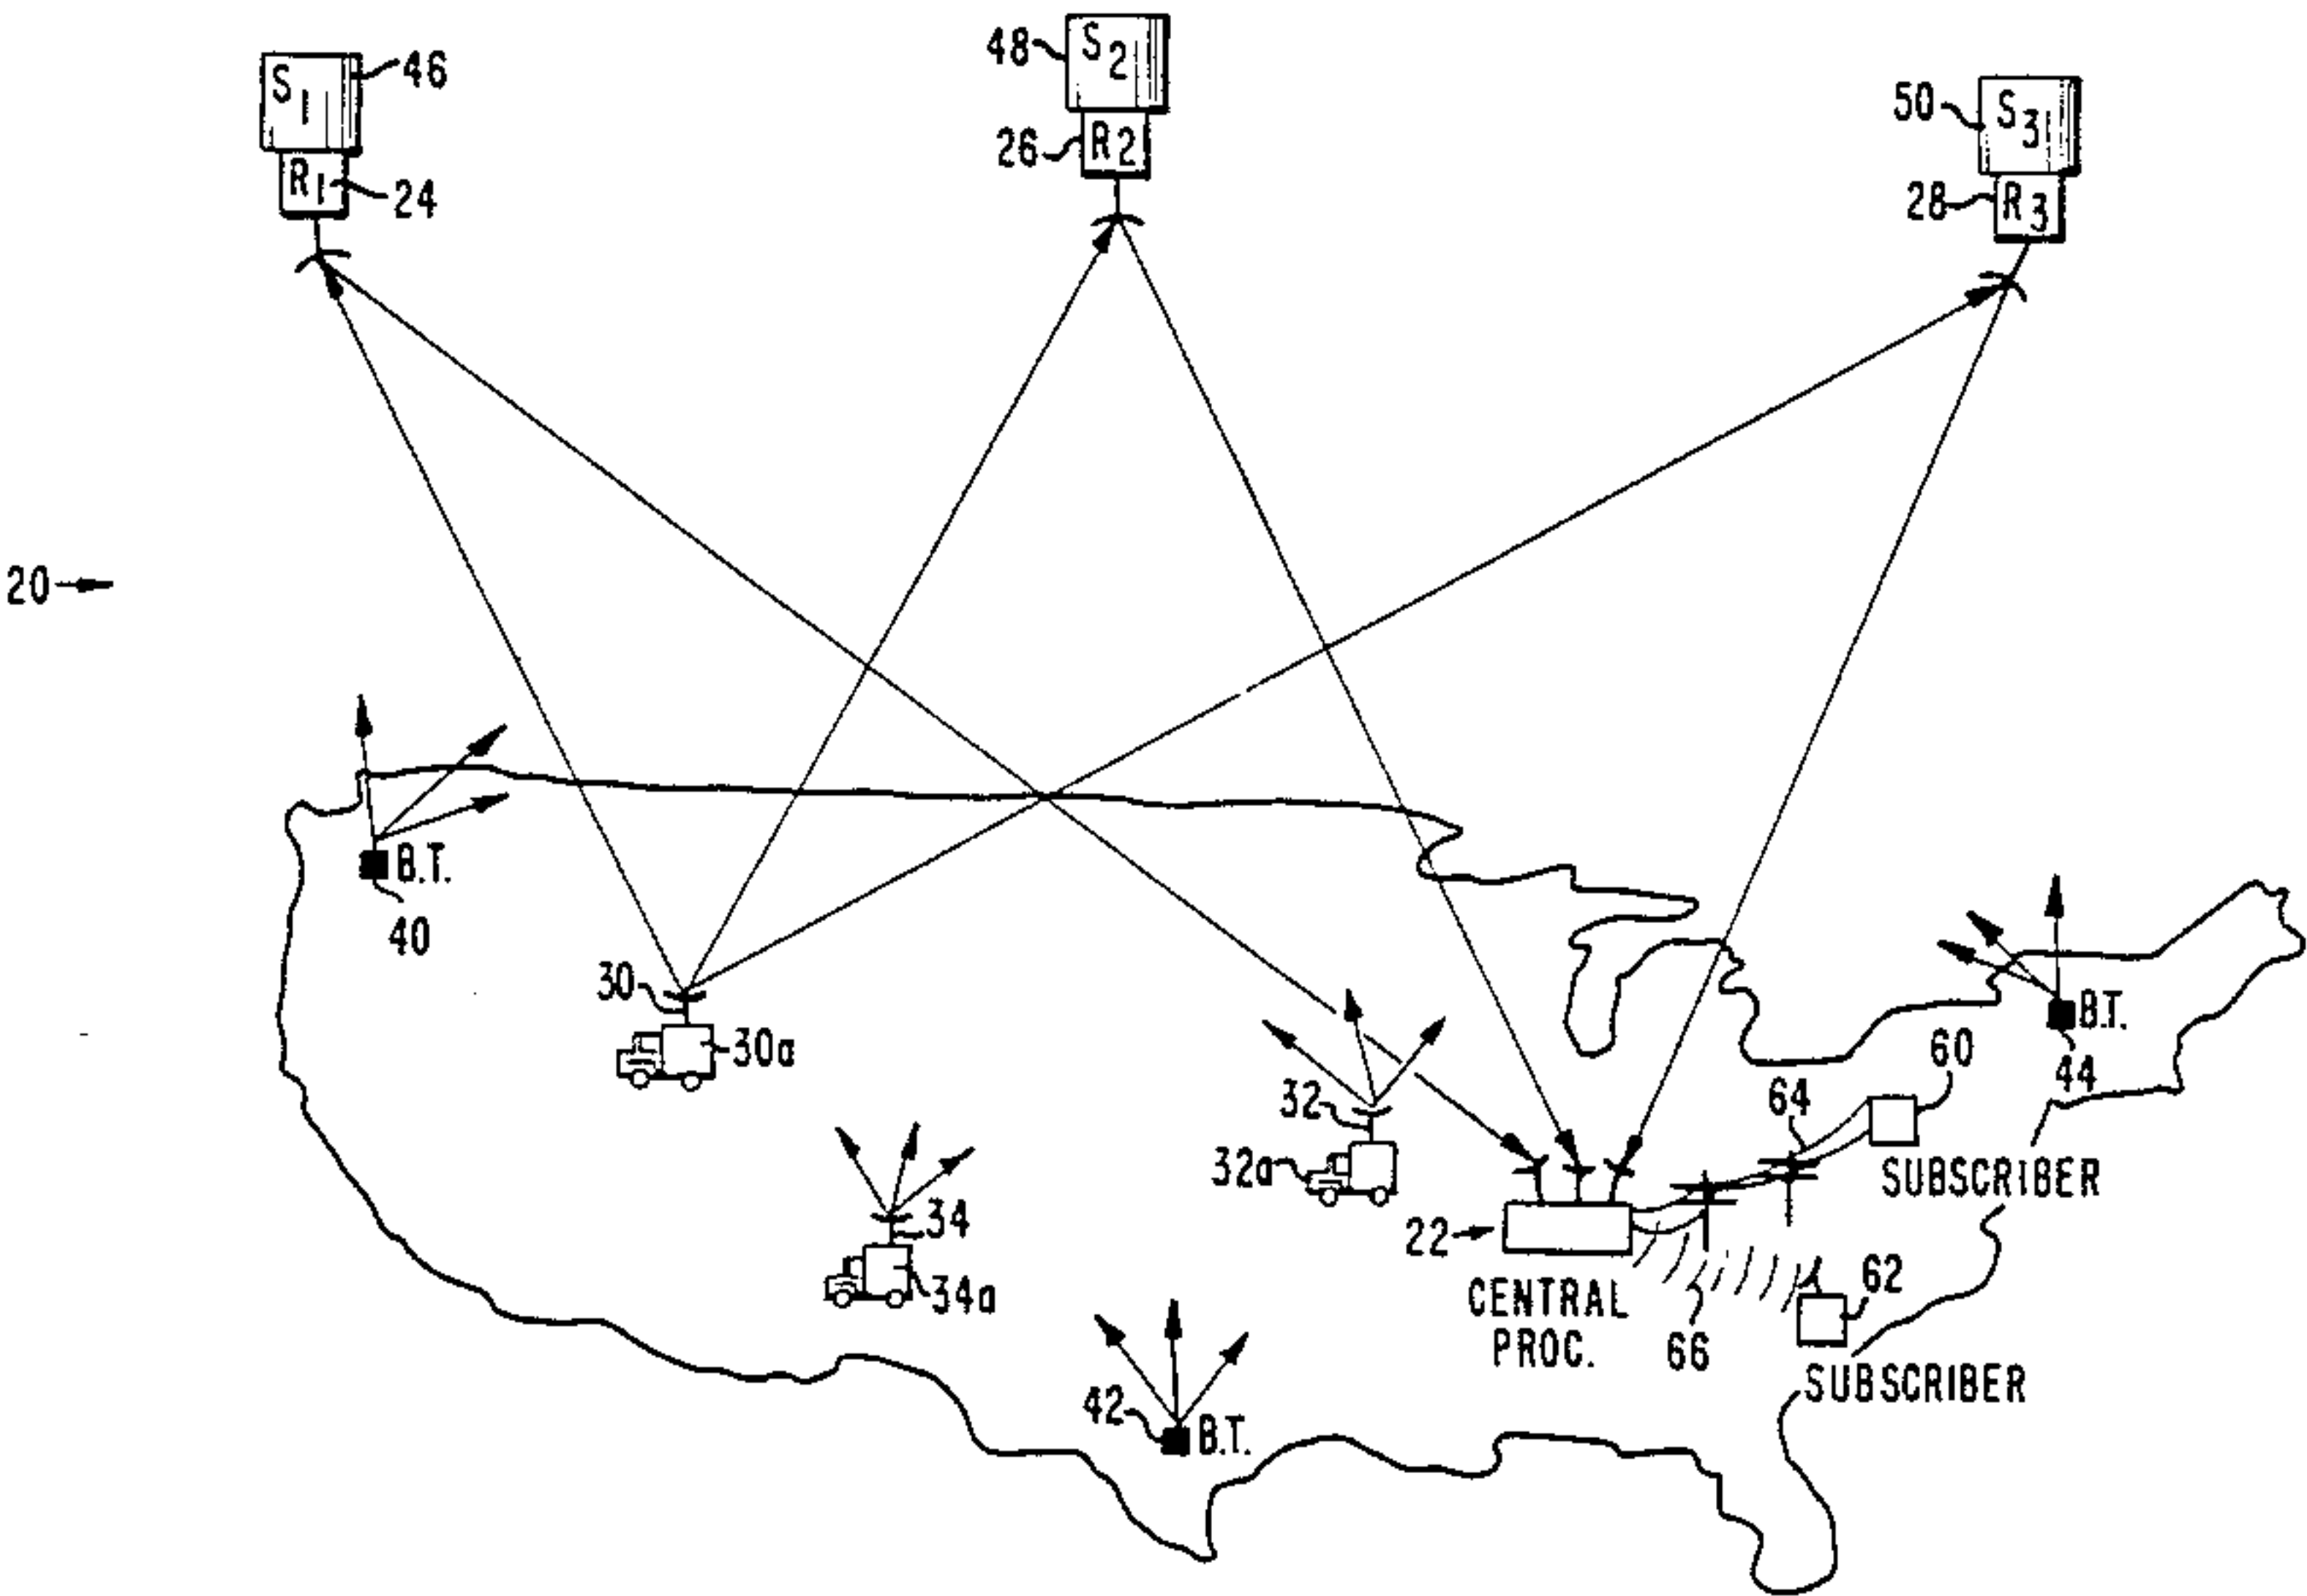 S1
46
R1
24
48
S2
26
R2
50
S3
28
R3
20
B.T.
40
30
30a
32
32a
34
34a
42
B.T.
B.T.
44
60
64
SUBSCRIBER
22
CENTRAL
PROC.
66
62
SUBSCRIBER